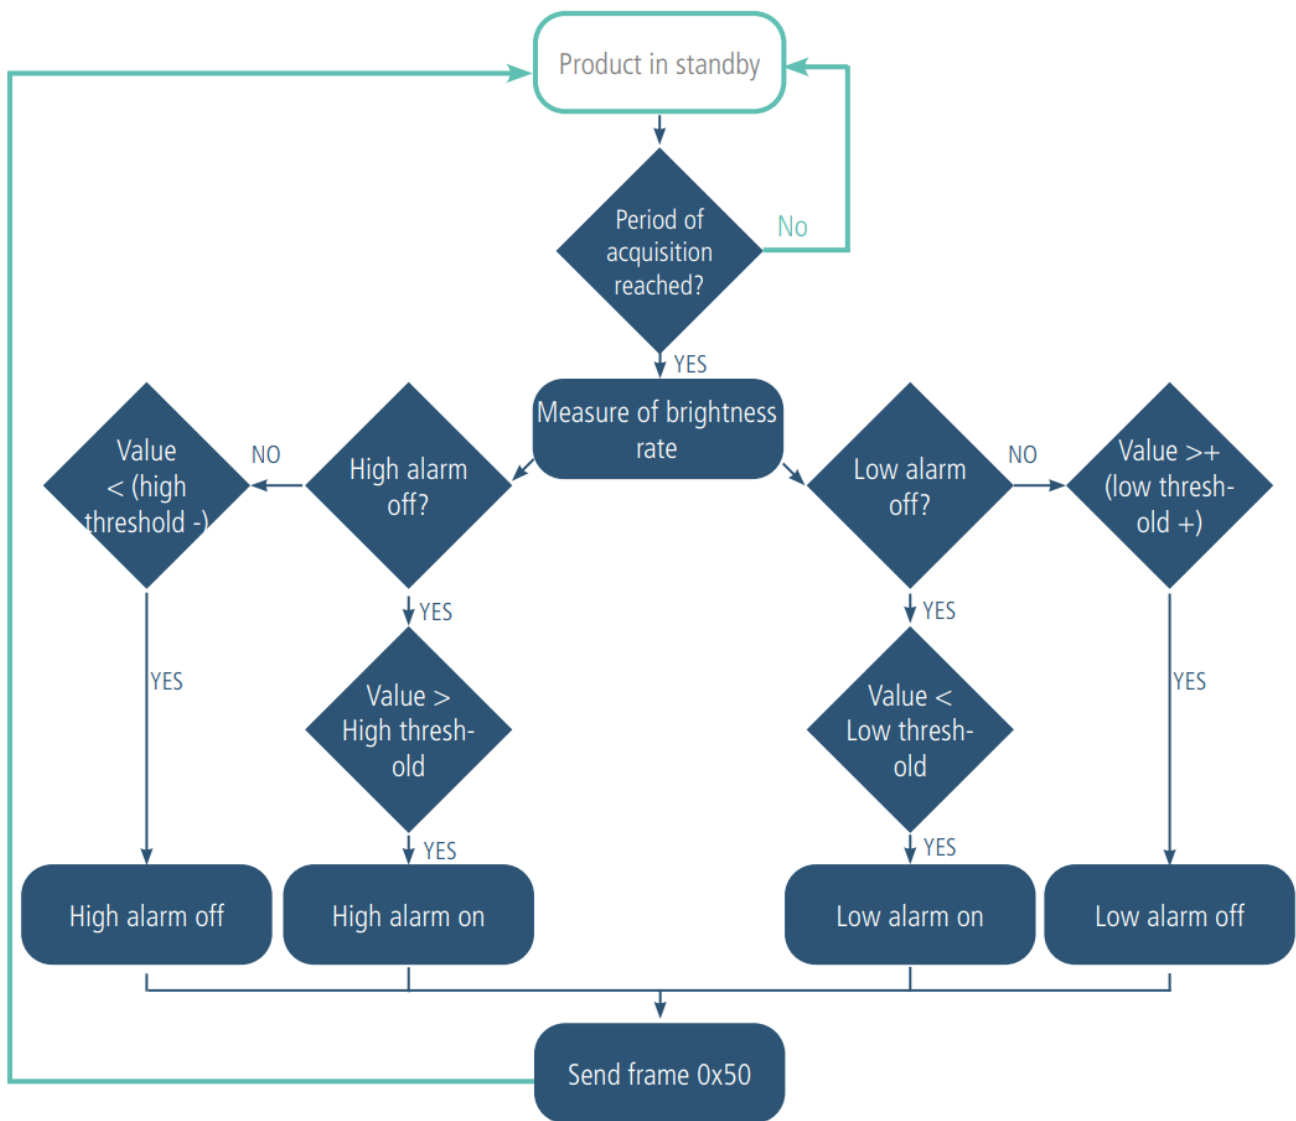 Product in standby
Period of
acquisition
reached?
No
YES
Measure of brightness
rate
Value
< (high
threshold -)
NO
High alarm
off?
Low alarm
off?
NO
Value >+
(low thresh-
old +)
YES
YES
YES
Value >
High thresh-
old
Value <
Low thresh-
old
YES
YES
YES
High alarm off
High alarm on
Low alarm on
Low alarm off
Send frame 0x50